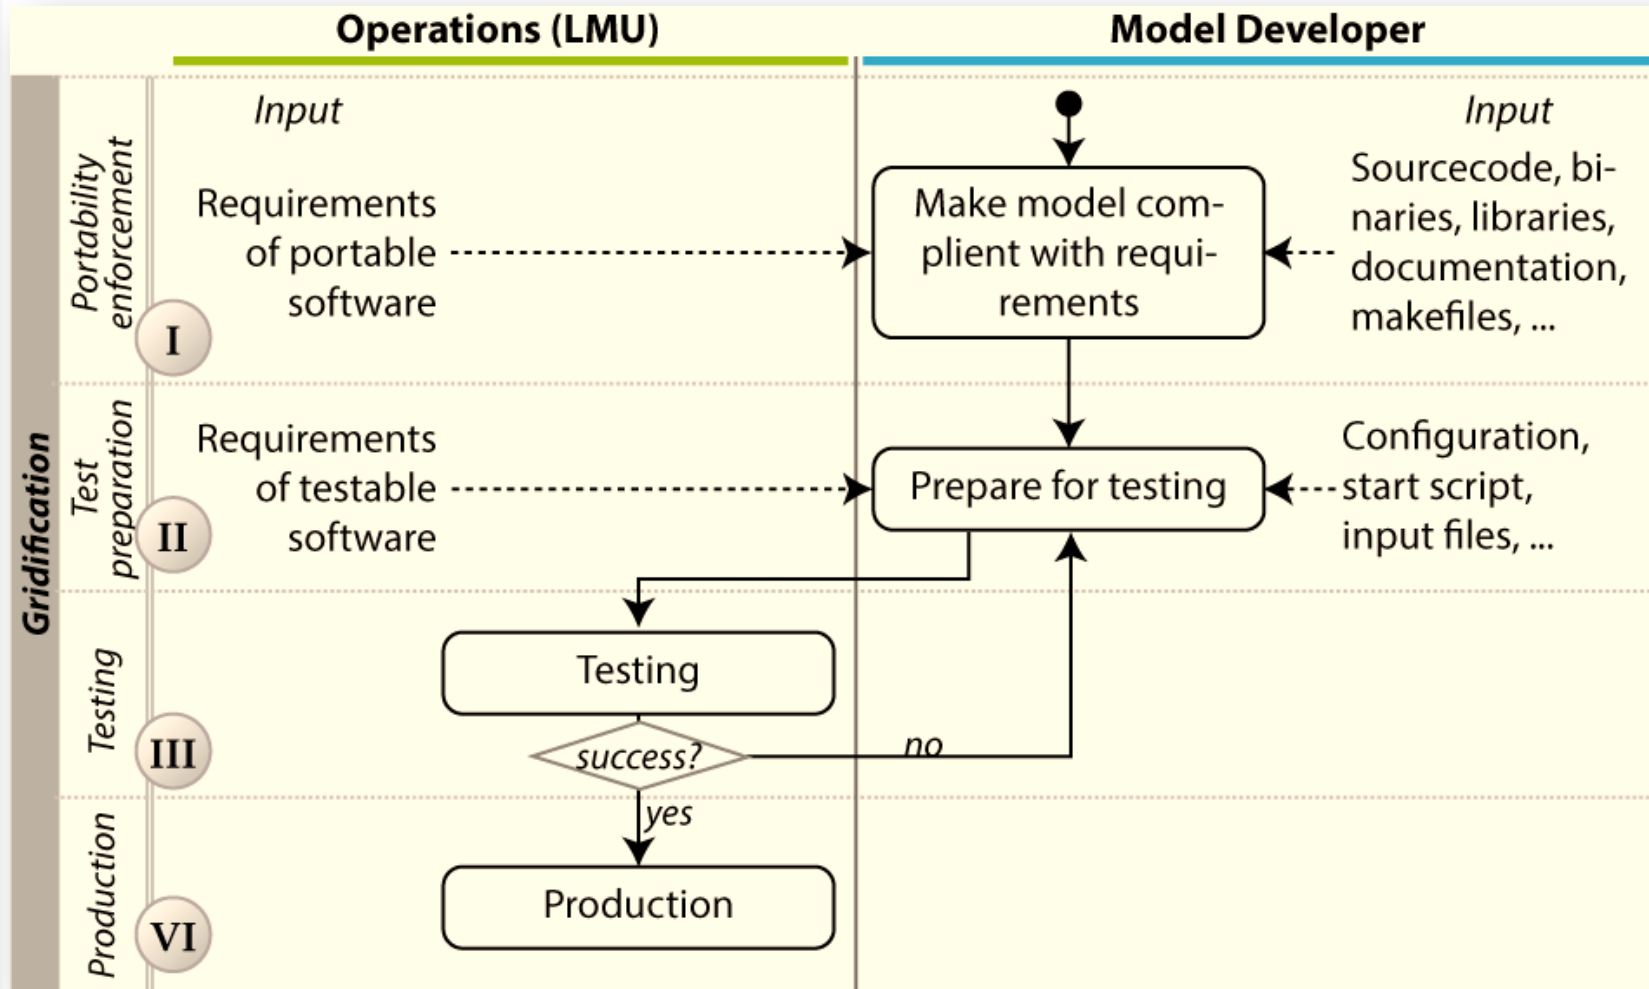 Operations (LMU)
Model Developer
Gridification
Portability
enforcement
I
Input
Requirements
of portable
software
Make model com-
plient with requi-
rements
Input
Sourcecode, bi-
naries, libraries,
documentation,
makefiles, ...
Test
preparation
II
Requirements
of testable
software
Prepare for testing
Configuration,
start script,
input files, ...
Testing
III
Testing
success?
no
yes
Production
VI
Production